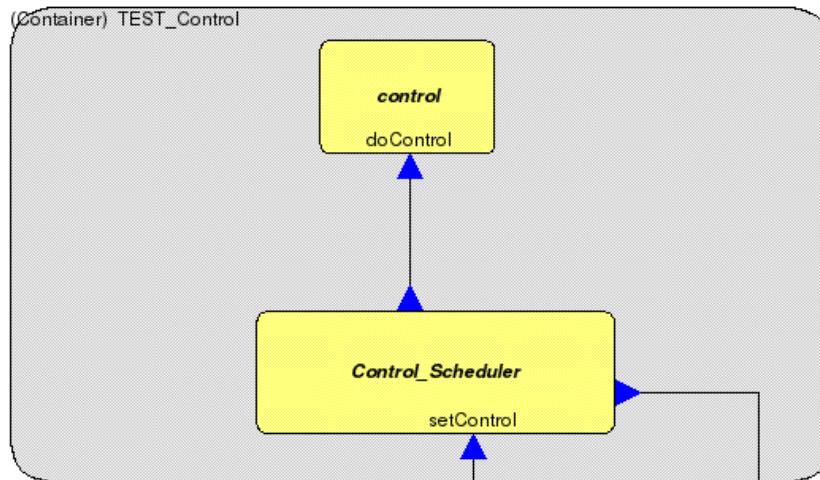 (Container) TEST_Control
control
doControl
Control_Scheduler
setControl